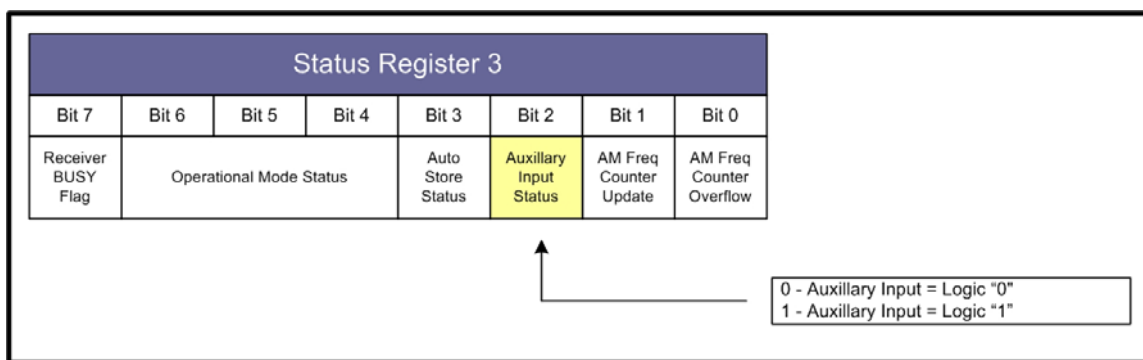 Status Register 3
Bit 7 Bit 6 Bit 5 Bit 4 Bit 3 Bit 2 Bit 1 Bit 0
Receiver
BUSY
Flag
Operational Mode Status
Auto
Store
Status
Auxillary
Input
Status
AM Freq
Counter
Update
AM Freq
Counter
Overflow
0 - Auxillary Input = Logic “0”
1 - Auxillary Input = Logic “1”